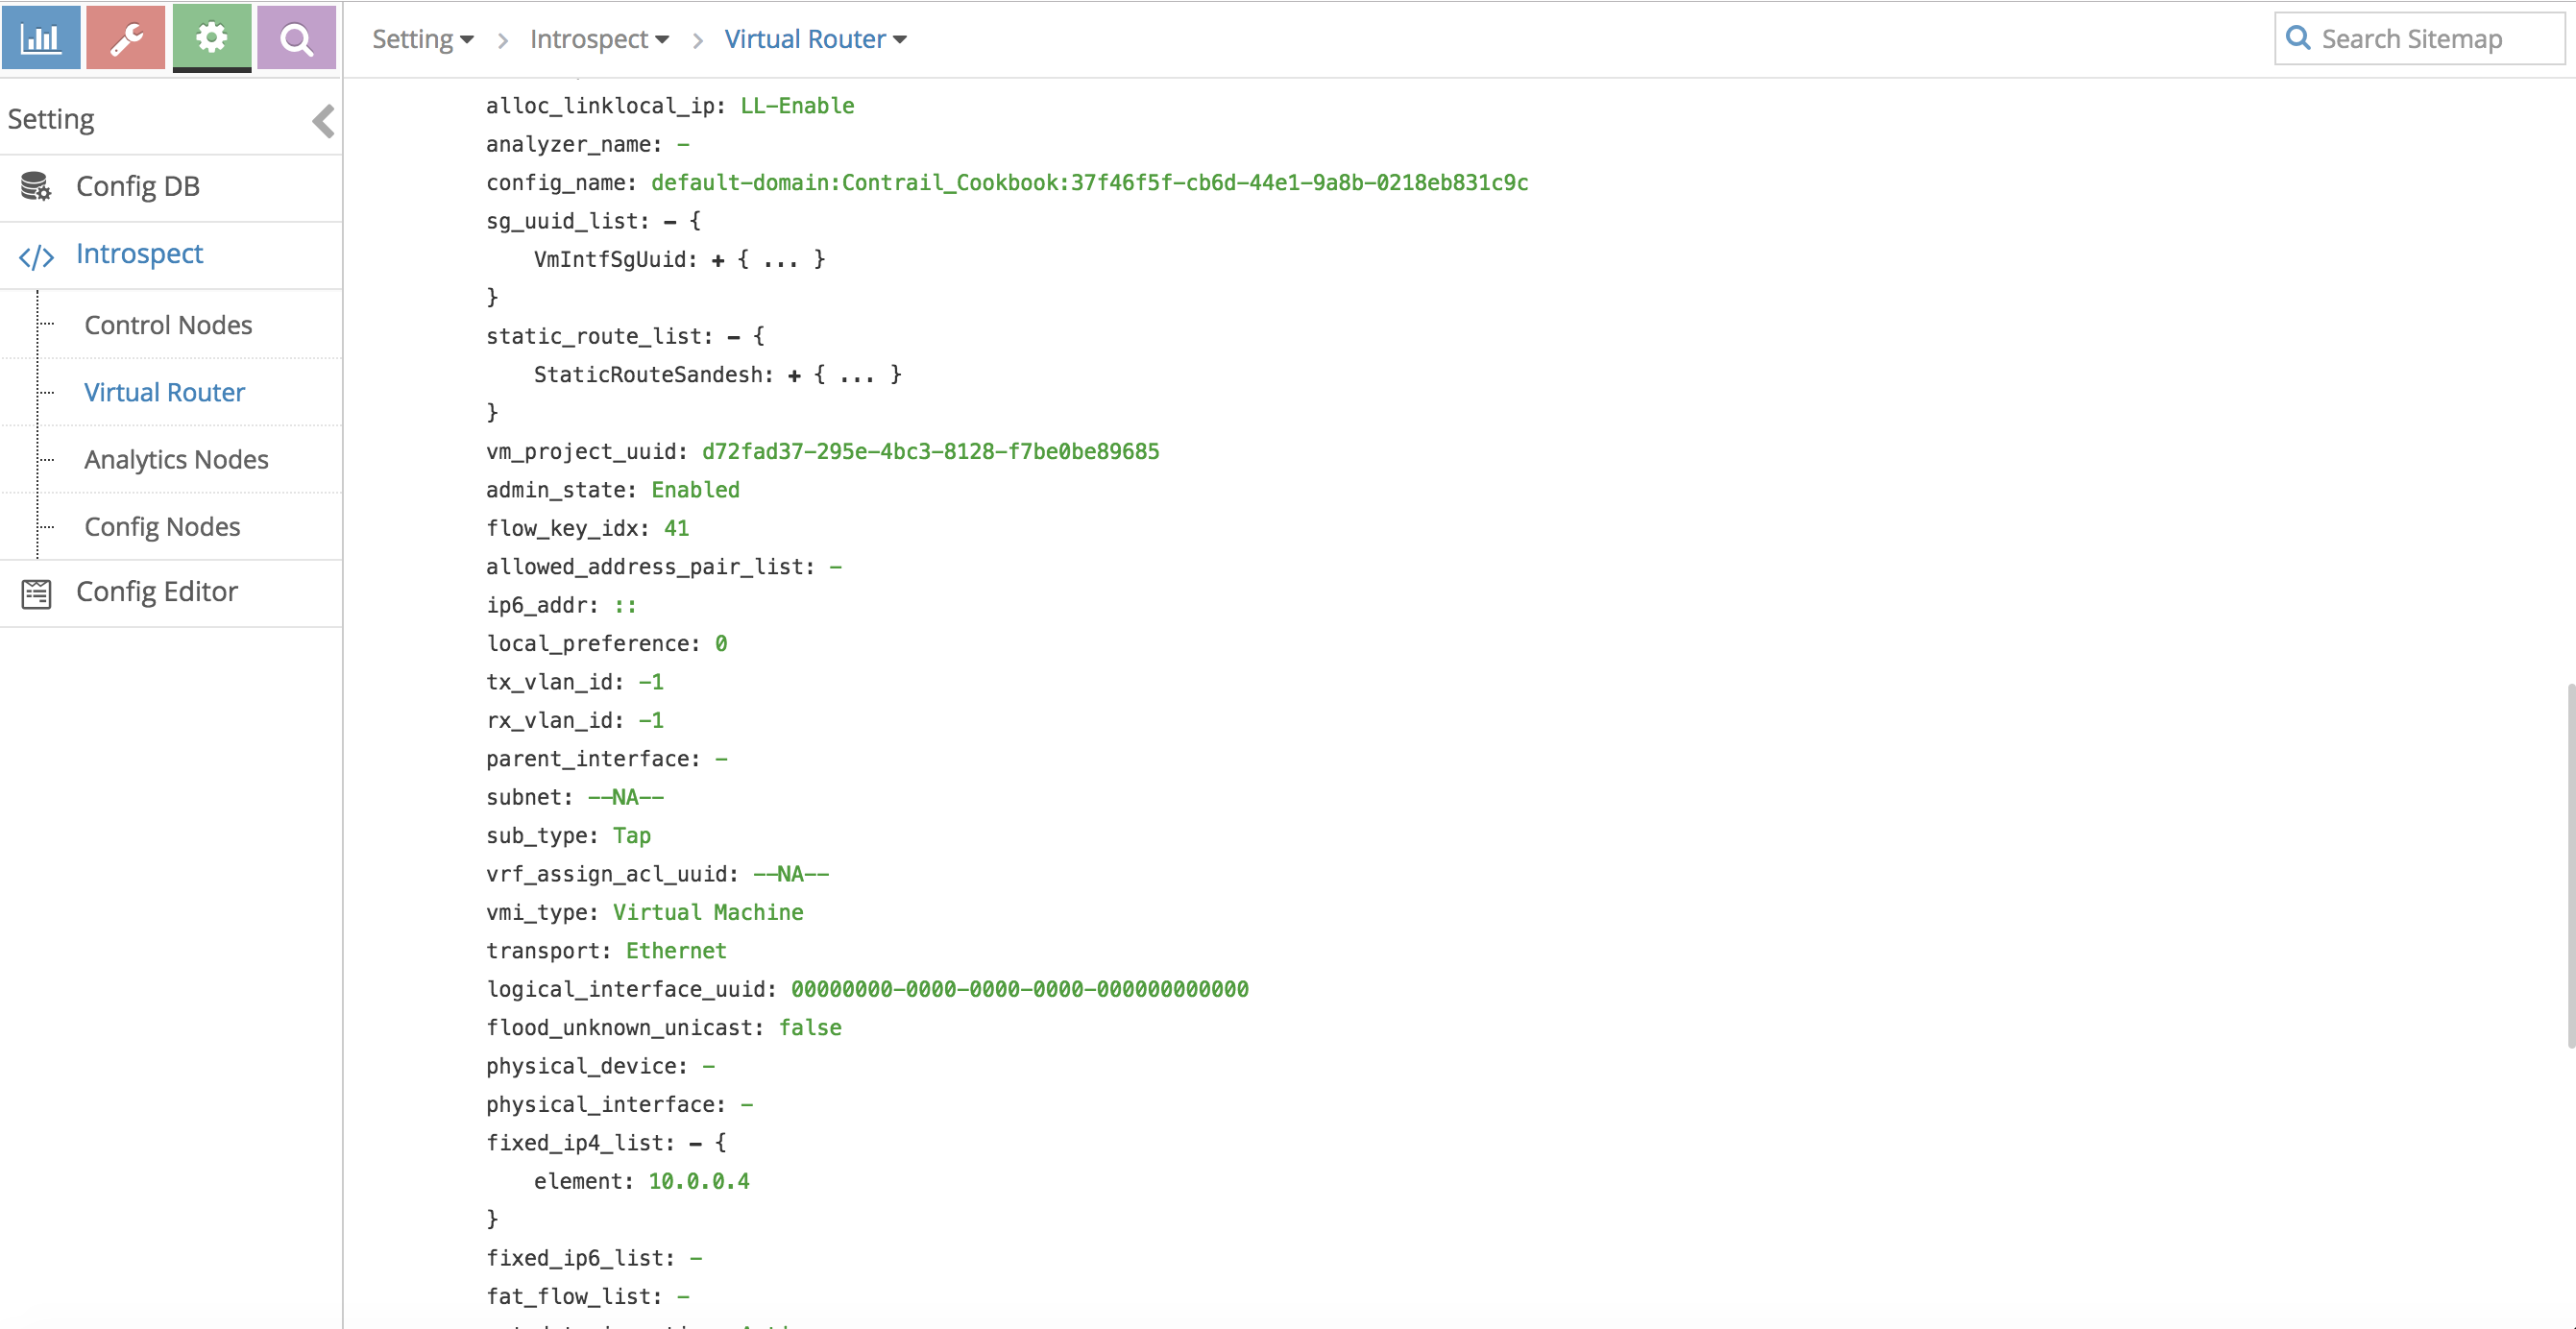 Setting > Introspect > Virtual Router
Search Sitemap
Setting
Config DB
Introspect
Control Nodes
Virtual Router
Analytics Nodes
Config Nodes
Config Editor
alloc_linklocal_ip: LL-Enable
analyzer_name: -
config_name: default-domain:Contrail_Cookbook:37f46f5f-cb6d-44e1-9a8b-0218eb831c9c
sg_uuid_list: - {
VmIntfSgUuid: + { ... }
}
static_route_list: - {
StaticRouteSandesh: + { ... }
}
vm_project_uuid: d72fad37-295e-4bc3-8128-f7be0be89685
admin_state: Enabled
flow_key_idx: 41
allowed_address_pair_list: -
ip6_addr: ::
local_preference: 0
tx_vlan_id: -1
rx_vlan_id: -1
parent_interface: -
subnet: --NA--
sub_type: Tap
vrf_assign_acl_uuid: --NA--
vmi_type: Virtual Machine
transport: Ethernet
logical_interface_uuid: 00000000-0000-0000-0000-000000000000
flood_unknown_unicast: false
physical_device: -
physical_interface: -
fixed_ip4_list: - {
element: 10.0.0.4
}
fixed_ip6_list: -
fat_flow_list: -